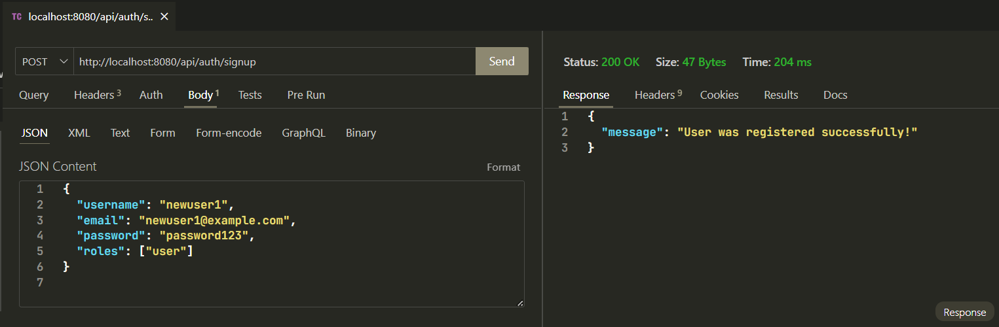 TC localhost:8080/api/auth/s.. ×
POST http://localhost:8080/api/auth/signup Send
Query Headers 3 Auth Body 1 Tests Pre Run
JSON XML Text Form Form-encode GraphQL Binary
JSON Content Format
1 {
2 "username": "newuser1",
3 "email": "newuser1@example.com",
4 "password": "password123",
5 "roles": ["user"]
6 }
7
Status: 200 OK Size: 47 Bytes Time: 204 ms
Response Headers 9 Cookies Results Docs
1 {
2 "message": "User was registered successfully!"
3 }
Response